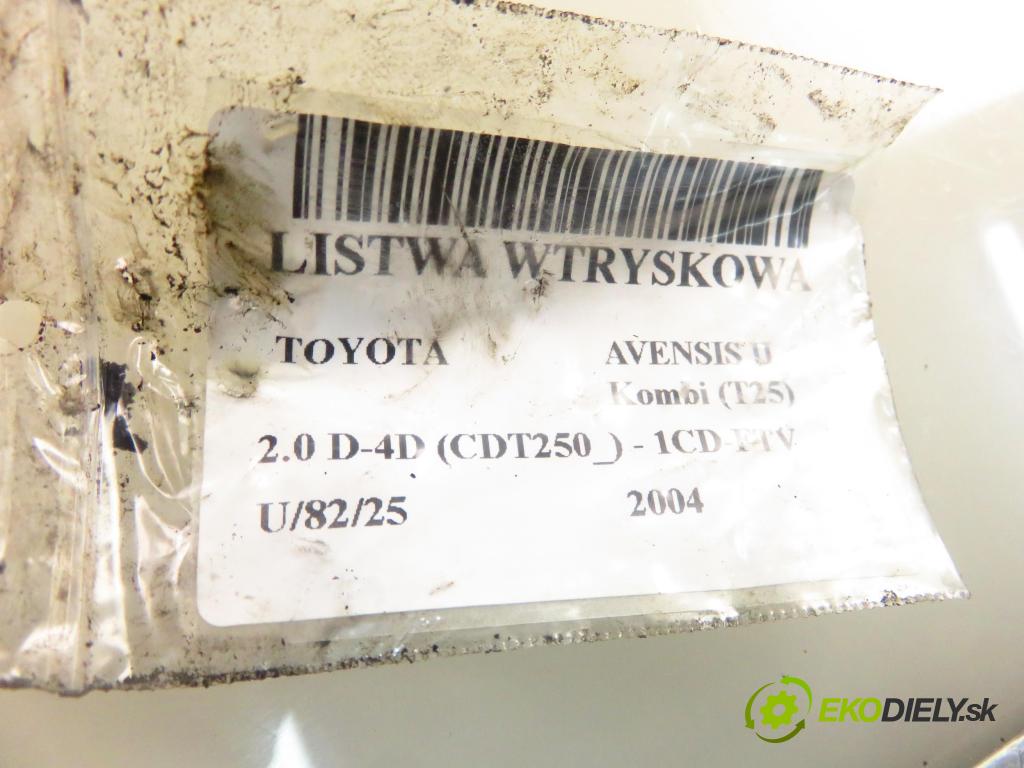 LISTWA WTRYSKOWA
TOYOTA AVENSIS II
Kombi (T25)
2.0 D-4D (CDT250_) - 1CD-FTV
U/82/25 2004
EKODIELY.sk